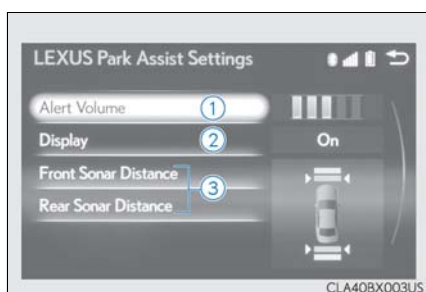 LEXUS Park Assist Settings
Alert Volume 1
Display 2 On
Front Sonar Distance
3
Rear Sonar Distance
CLA40BX003US